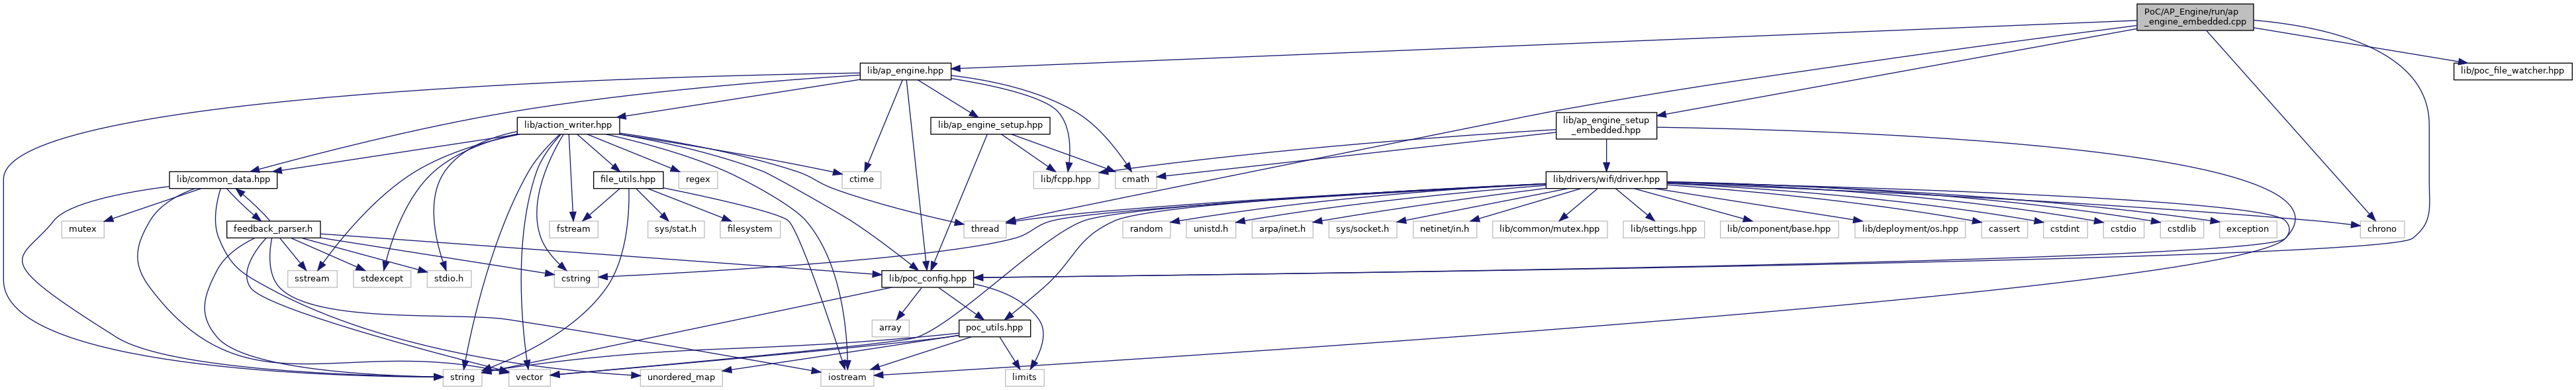 PoC/AP_Engine/run/ap
_engine_embedded.cpp
lib/ap_engine.hpp
lib/poc_file_watcher.hpp
lib/action_writer.hpp
lib/ap_engine_setup.hpp
lib/ap_engine_setup
_embedded.hpp
lib/common_data.hpp
file_utils.hpp
regex
ctime
lib/fcpp.hpp
cmath
lib/drivers/wifi/driver.hpp
mutex
feedback_parser.h
fstream
sys/stat.h
filesystem
thread
random
unistd.h
arpa/inet.h
sys/socket.h
netinet/in.h
lib/common/mutex.hpp
lib/settings.hpp
lib/component/base.hpp
lib/deployment/os.hpp
cassert
cstdint
cstdio
cstdlib
exception
chrono
sstream
stdexcept
stdio.h
cstring
lib/poc_config.hpp
array
poc_utils.hpp
string
vector
unordered_map
iostream
limits